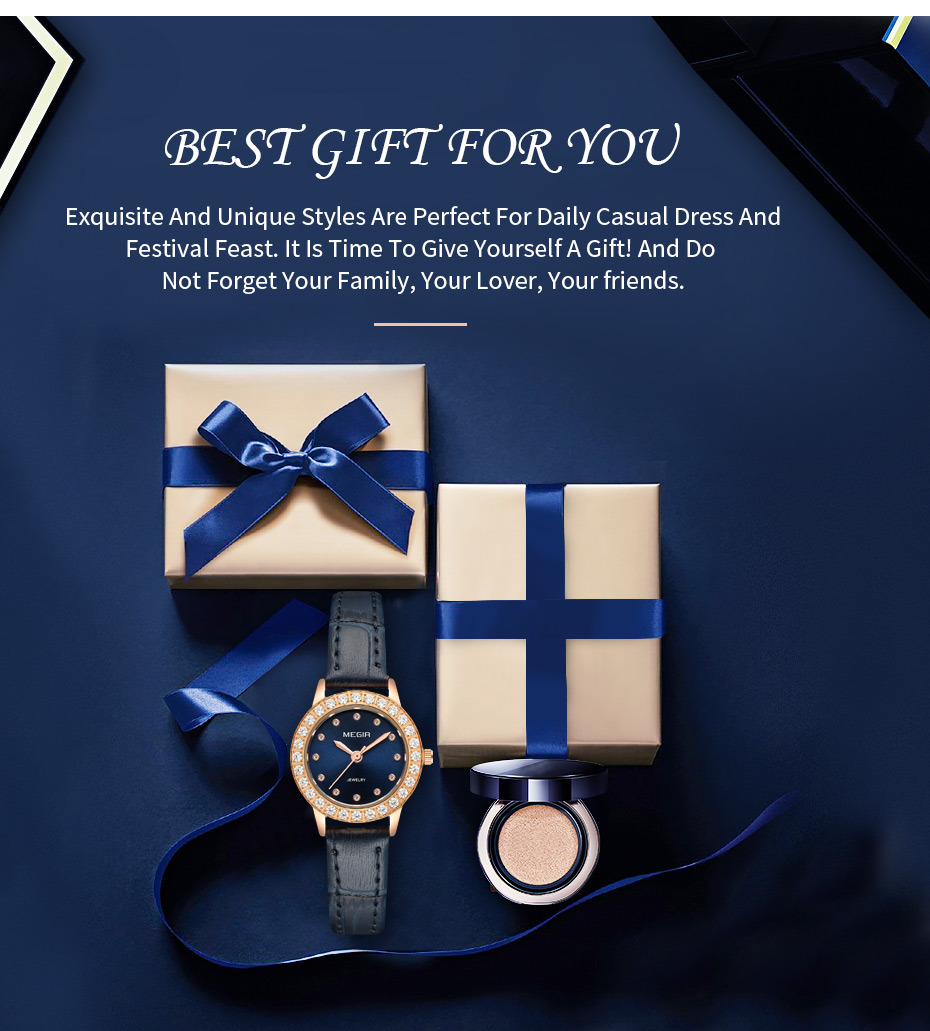 BEST GIFT FOR YOU
Exquisite And Unique Styles Are Perfect For Daily Casual Dress And
Festival Feast. It Is Time To Give Yourself A Gift! And Do
Not Forget Your Family, Your Lover, Your friends.
MEGIR
JEWELRY